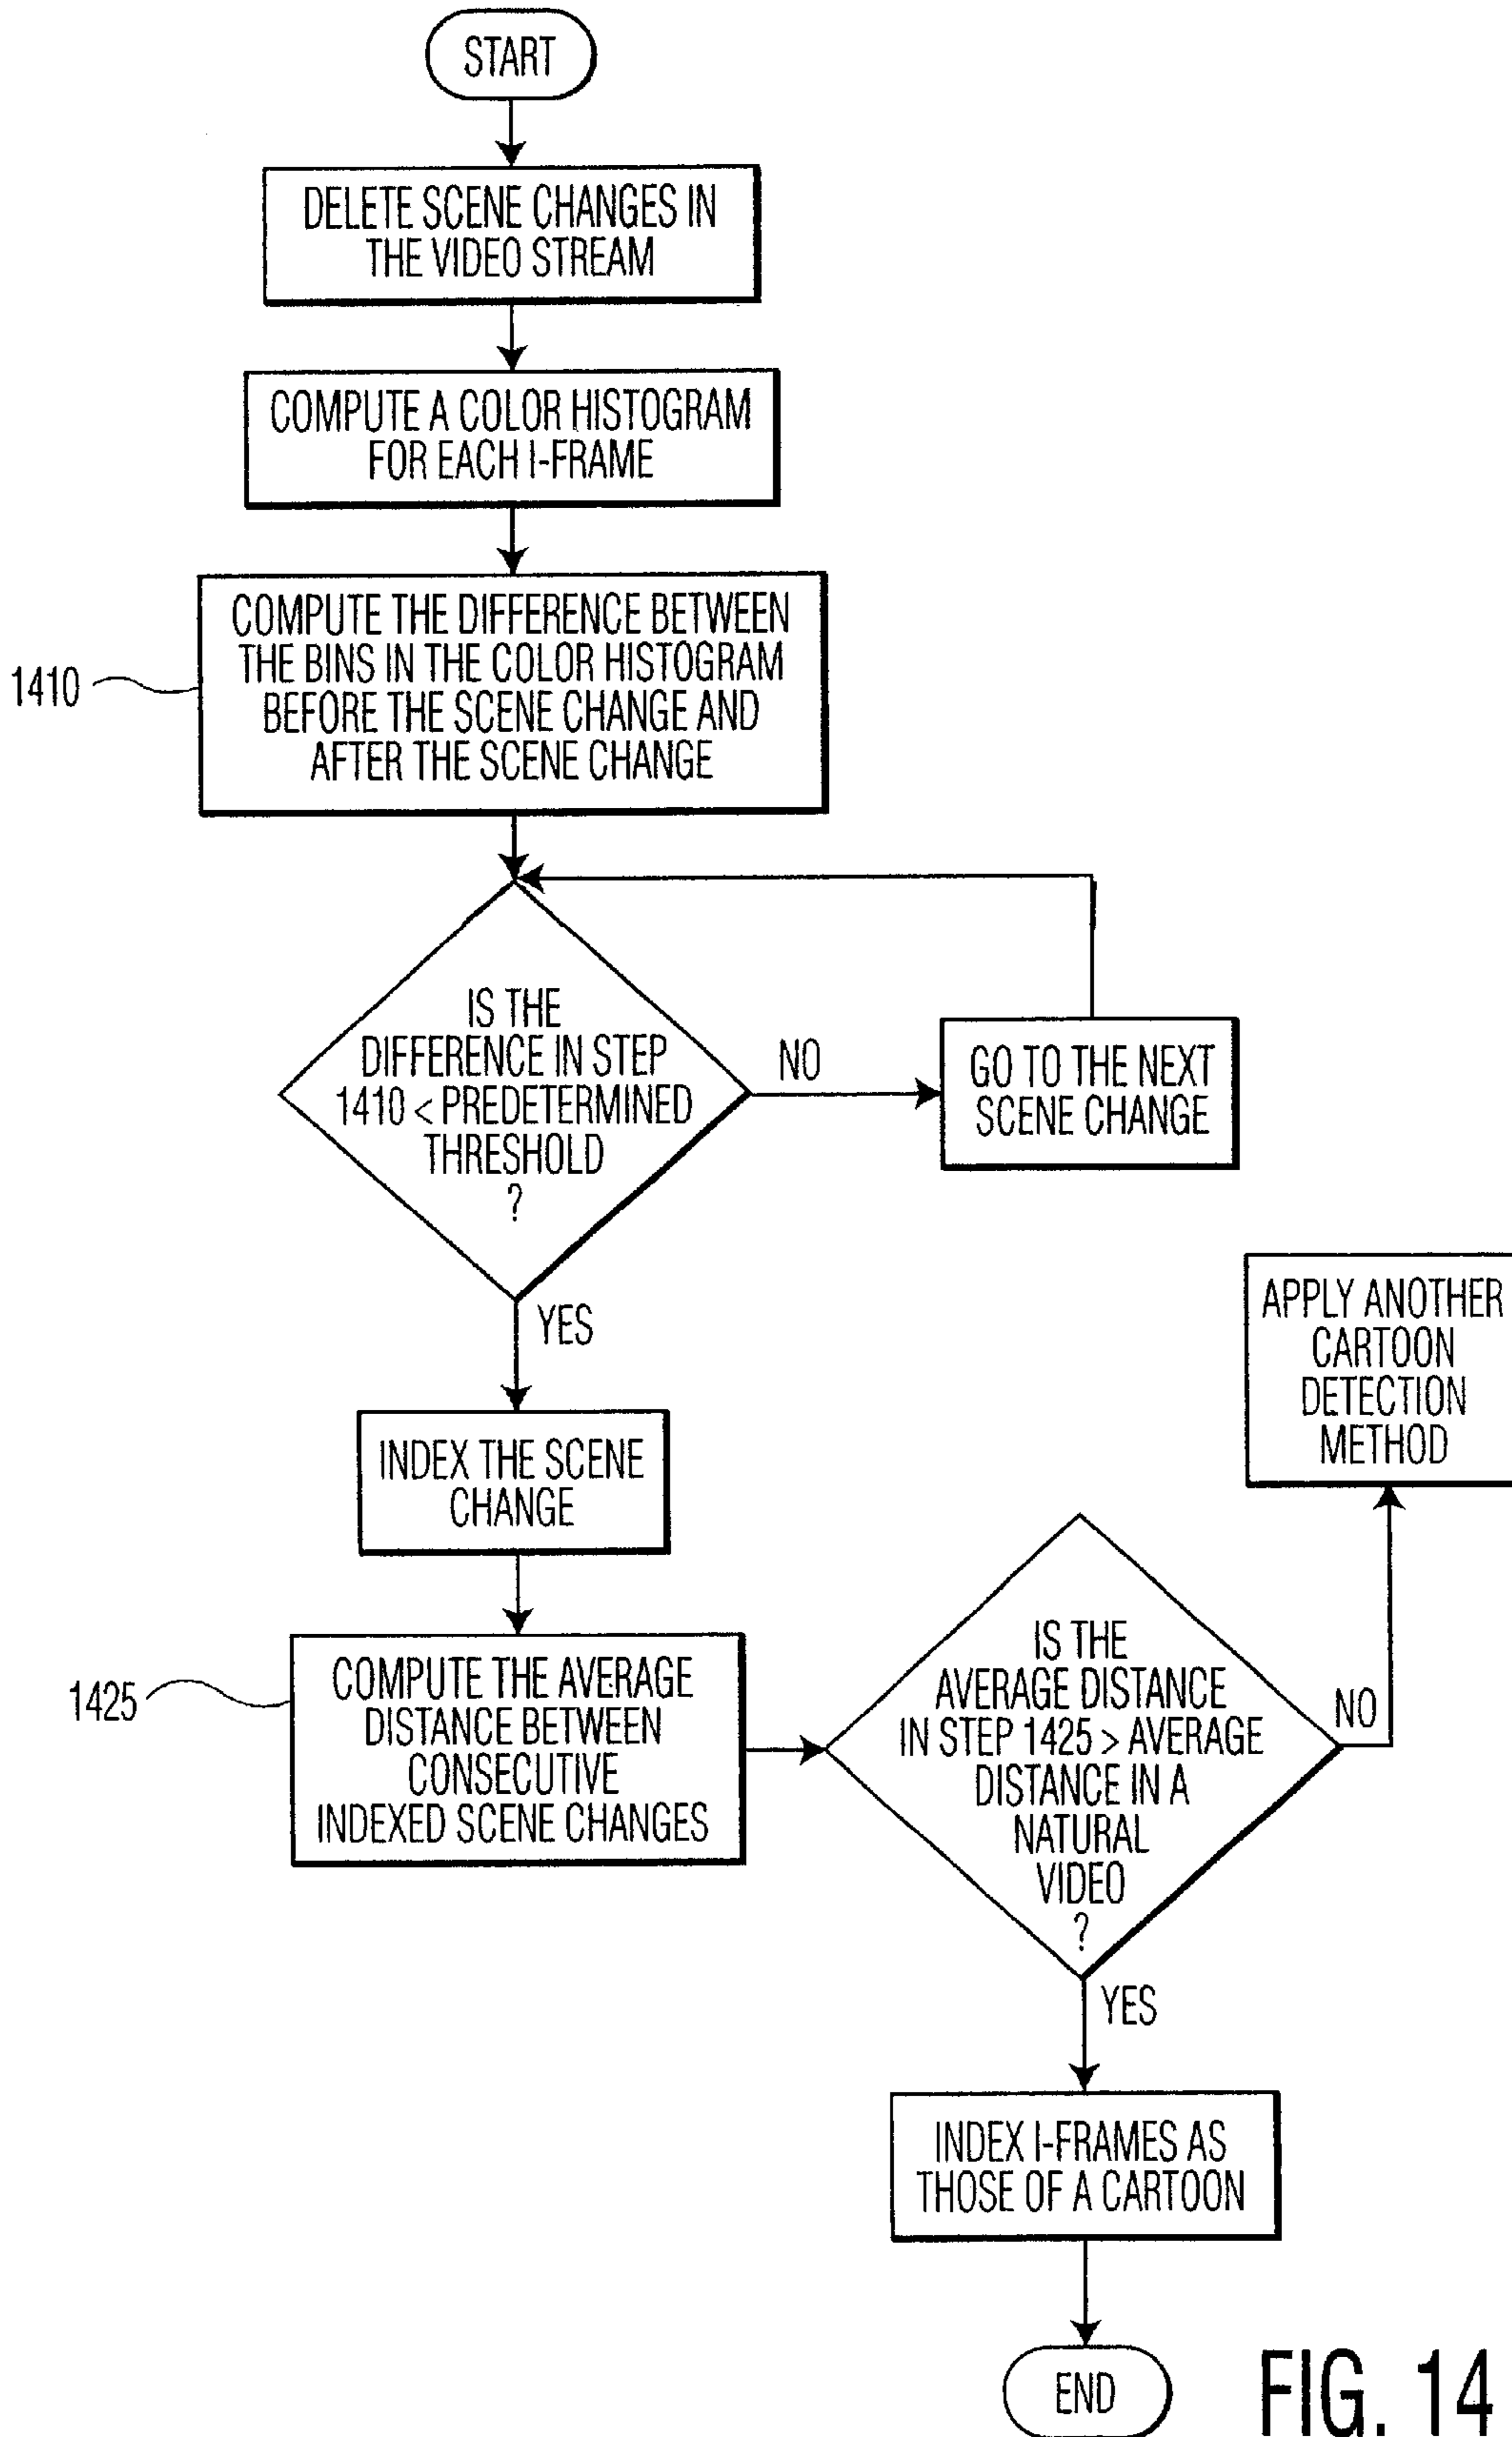 START
DELETE SCENE CHANGES IN
THE VIDEO STREAM
COMPUTE A COLOR HISTOGRAM
FOR EACH I-FRAME
1410
COMPUTE THE DIFFERENCE BETWEEN
THE BINS IN THE COLOR HISTOGRAM
BEFORE THE SCENE CHANGE AND
AFTER THE SCENE CHANGE
IS THE
DIFFERENCE IN STEP
1410 < PREDETERMINED
THRESHOLD
?
NO
GO TO THE NEXT
SCENE CHANGE
YES
INDEX THE SCENE
CHANGE
1425
COMPUTE THE AVERAGE
DISTANCE BETWEEN
CONSECUTIVE
INDEXED SCENE CHANGES
IS THE
AVERAGE DISTANCE
IN STEP 1425 > AVERAGE
DISTANCE IN A
NATURAL
VIDEO
?
NO
APPLY ANOTHER
CARTOON
DETECTION
METHOD
YES
INDEX I-FRAMES AS
THOSE OF A CARTOON
END
FIG. 14